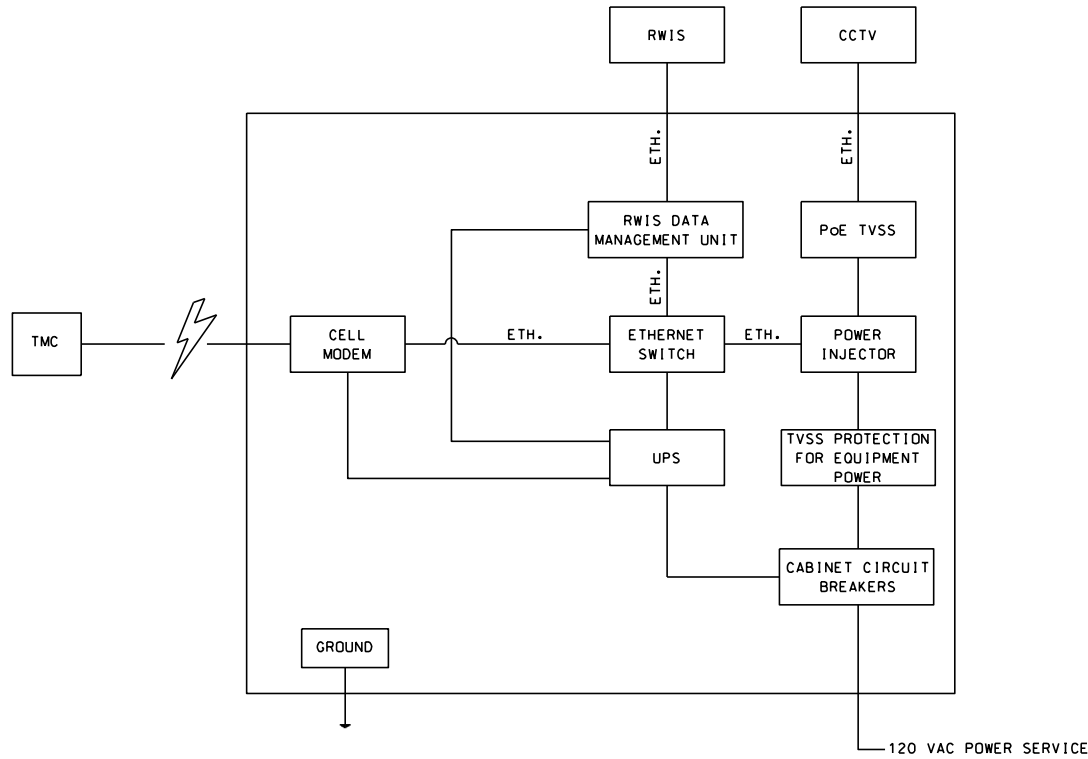 RWIS
CCTV
ETH.
ETH.
RWIS DATA
MANAGEMENT UNIT
PoE TVSS
ETH.
TMC
CELL
MODEM
ETH.
ETHERNET
SWITCH
ETH.
POWER
INJECTOR
UPS
TVSS PROTECTION
FOR EQUIPMENT
POWER
CABINET CIRCUIT
BREAKERS
GROUND
120 VAC POWER SERVICE